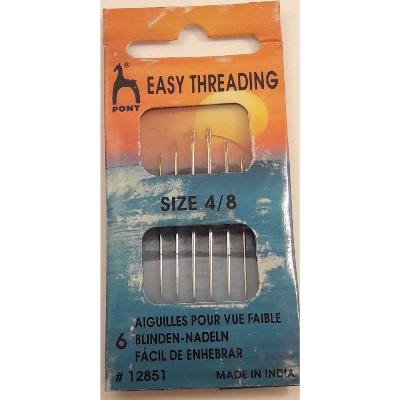 EASY THREADING
PONY
SIZE 4/8
AIGUILLES POUR VUE FAIBLE
6 BLINDEN-NADELN
FÁCIL DE ENHEBRAR
# 12851 MADE IN INDIA